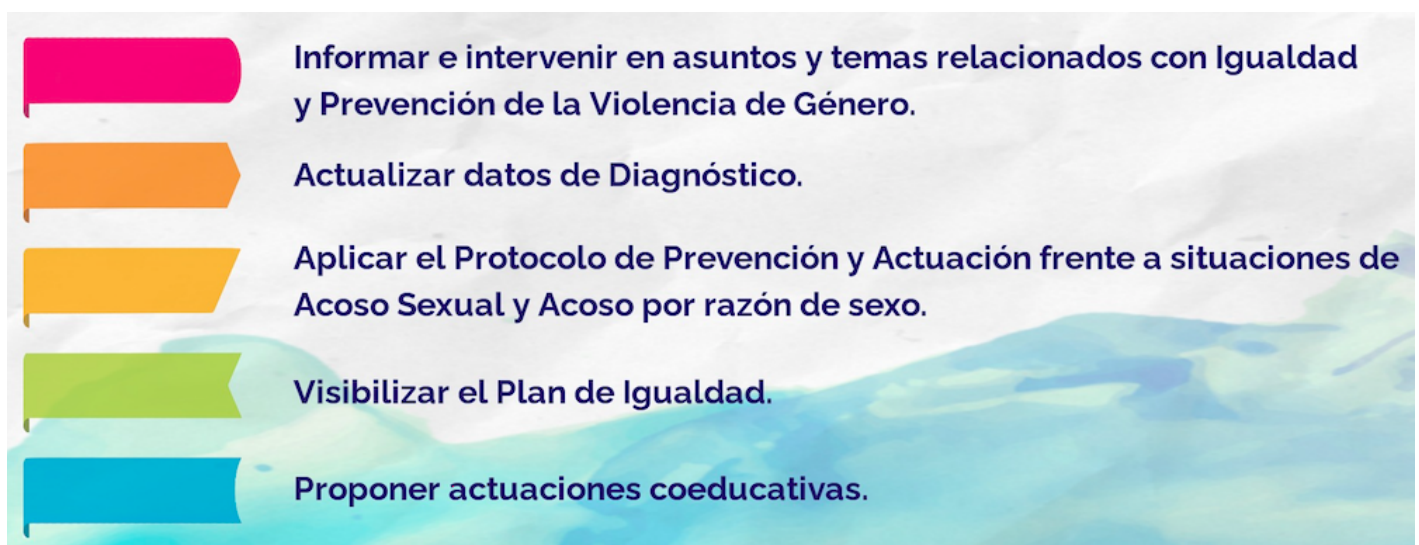 Informar e intervenir en asuntos y temas relacionados con Igualdad
y Prevención de la Violencia de Género.
Actualizar datos de Diagnóstico.
Aplicar el Protocolo de Prevención y Actuación frente a situaciones de
Acoso Sexual y Acoso por razón de sexo.
Visibilizar el Plan de Igualdad.
Proponer actuaciones coeducativas.